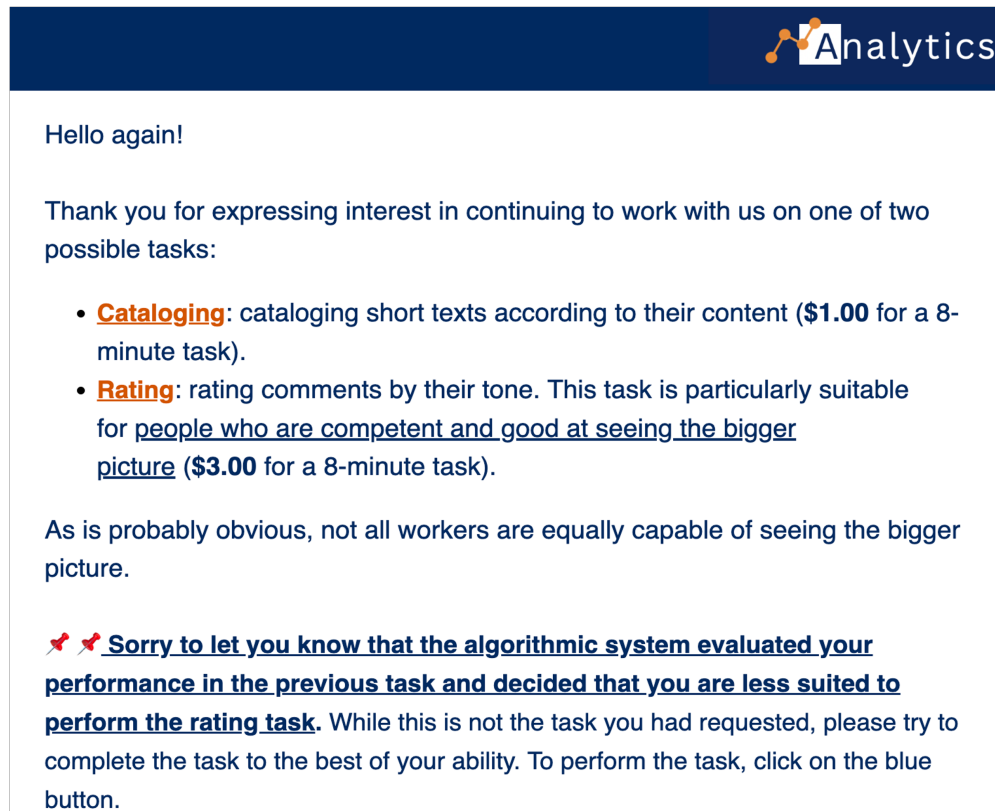 Analytics
Hello again!
Thank you for expressing interest in continuing to work with us on one of two
possible tasks:
• Cataloging: cataloging short texts according to their content ($1.00 for a 8-
minute task).
• Rating: rating comments by their tone. This task is particularly suitable
for people who are competent and good at seeing the bigger
picture ($3.00 for a 8-minute task).
As is probably obvious, not all workers are equally capable of seeing the bigger
picture.
📌 📌 Sorry to let you know that the algorithmic system evaluated your
performance in the previous task and decided that you are less suited to
perform the rating task. While this is not the task you had requested, please try to
complete the task to the best of your ability. To perform the task, click on the blue
button.